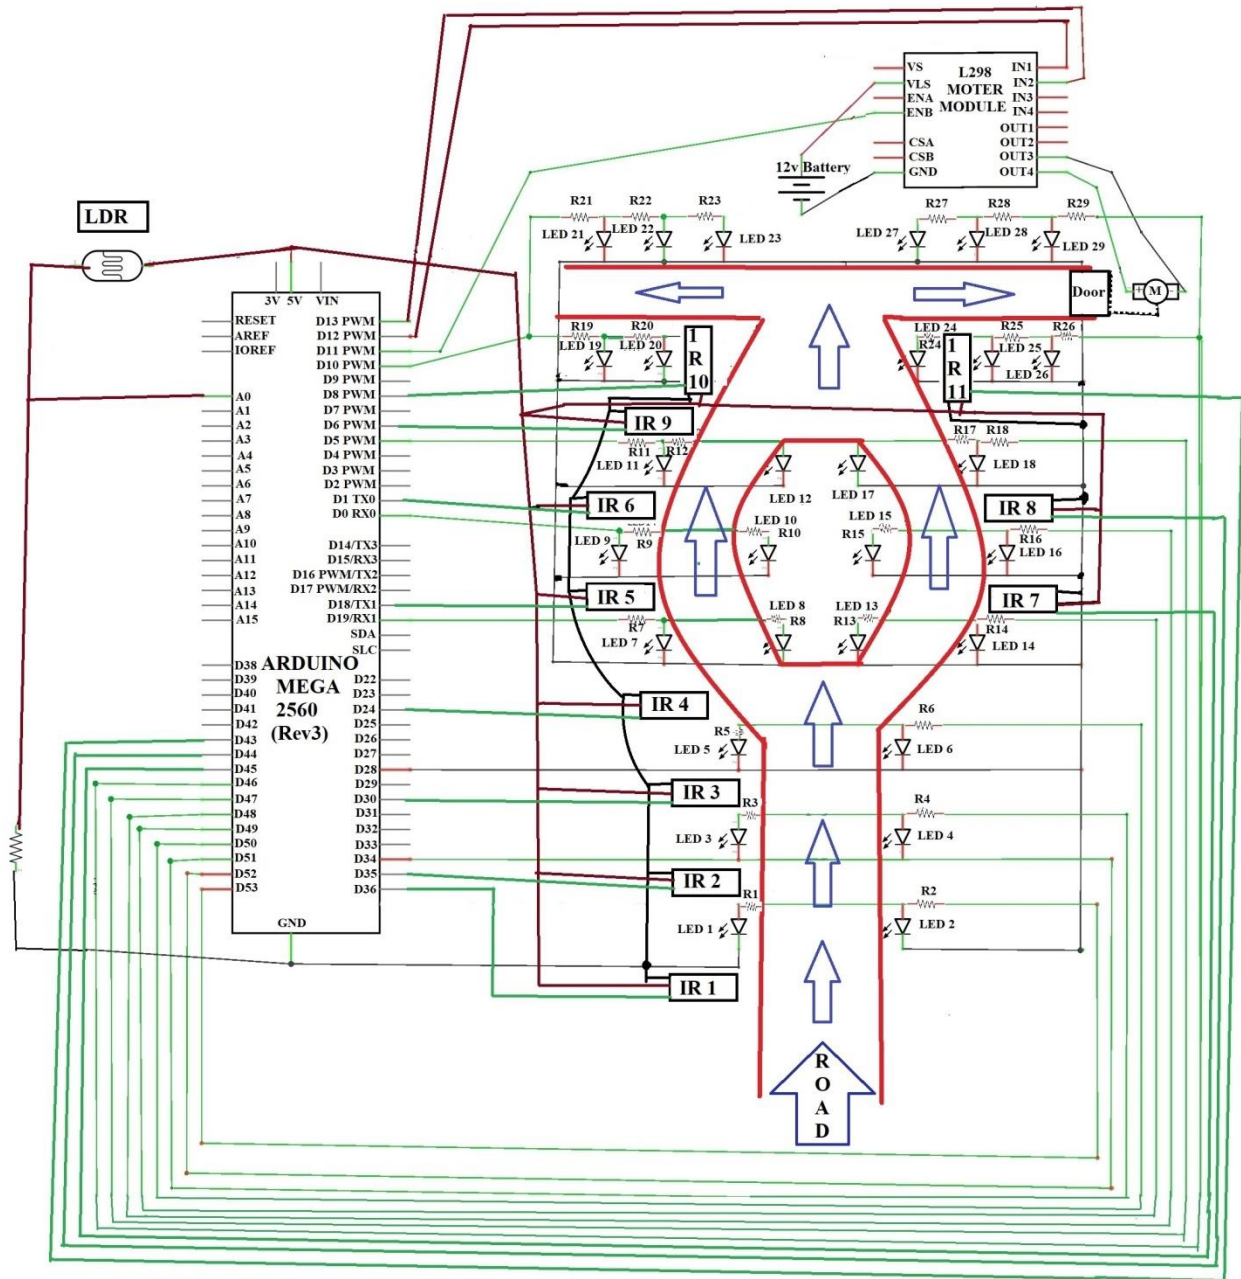 LDR
L298
MOTER
MODULE
VS
VLS
ENA
ENB
CSA
CSB
GND
IN1
IN2
IN3
IN4
OUT1
OUT2
OUT3
OUT4
12v Battery
R21
R22
R23
LED 21
LED 22
LED 23
R27
R28
R29
LED 27
LED 28
LED 29
Door
+ M -
3V
5V
VIN
RESET
AREF
IOREF
A0
A1
A2
A3
A4
A5
A6
A7
A8
A9
A10
A11
A12
A13
A14
A15
D38
D39
D40
D41
D42
D43
D44
D45
D46
D47
D48
D49
D50
D51
D52
D53
D13 PWM
D12 PWM
D11 PWM
D10 PWM
D9 PWM
D8 PWM
D7 PWM
D6 PWM
D5 PWM
D4 PWM
D3 PWM
D2 PWM
D1 TX0
D0 RX0
D14/TX3
D15/RX3
D16 PWM/TX2
D17 PWM/RX2
D18/TX1
D19/RX1
SDA
SLC
D22
D23
D24
D25
D26
D27
D28
D29
D30
D31
D32
D33
D34
D35
D36
ARDUINO
MEGA
2560
(Rev3)
GND
R19
R20
LED 19
LED 20
1
R
10
LED 24
R24
1
R
11
R25
R26
LED 25
LED 26
IR 9
R11
R12
LED 11
LED 12
R17
R18
LED 17
LED 18
IR 6
IR 8
LED 9
R9
LED 10
R10
LED 15
R15
R16
LED 16
IR 5
IR 7
R7
LED 7
LED 8
R8
LED 13
R13
R14
LED 14
IR 4
R5
LED 5
R6
LED 6
IR 3
R3
LED 3
R4
LED 4
IR 2
R1
LED 1
R2
LED 2
IR 1
R
O
A
D